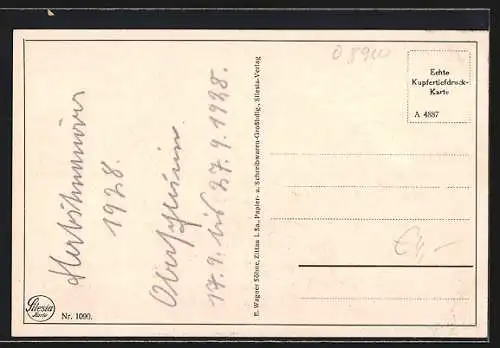 Herbstmanöver
1928.
17.9. bis 27.9.1928.
E. Wagner Söhne, Zittau i. Sa., Papier- u. Schreibwaren-Großhdlg., Silesia-Verlag
Echte
Kupfertiefdruck-
Karte
A 4887
Silesia
Karte
Nr. 1090.